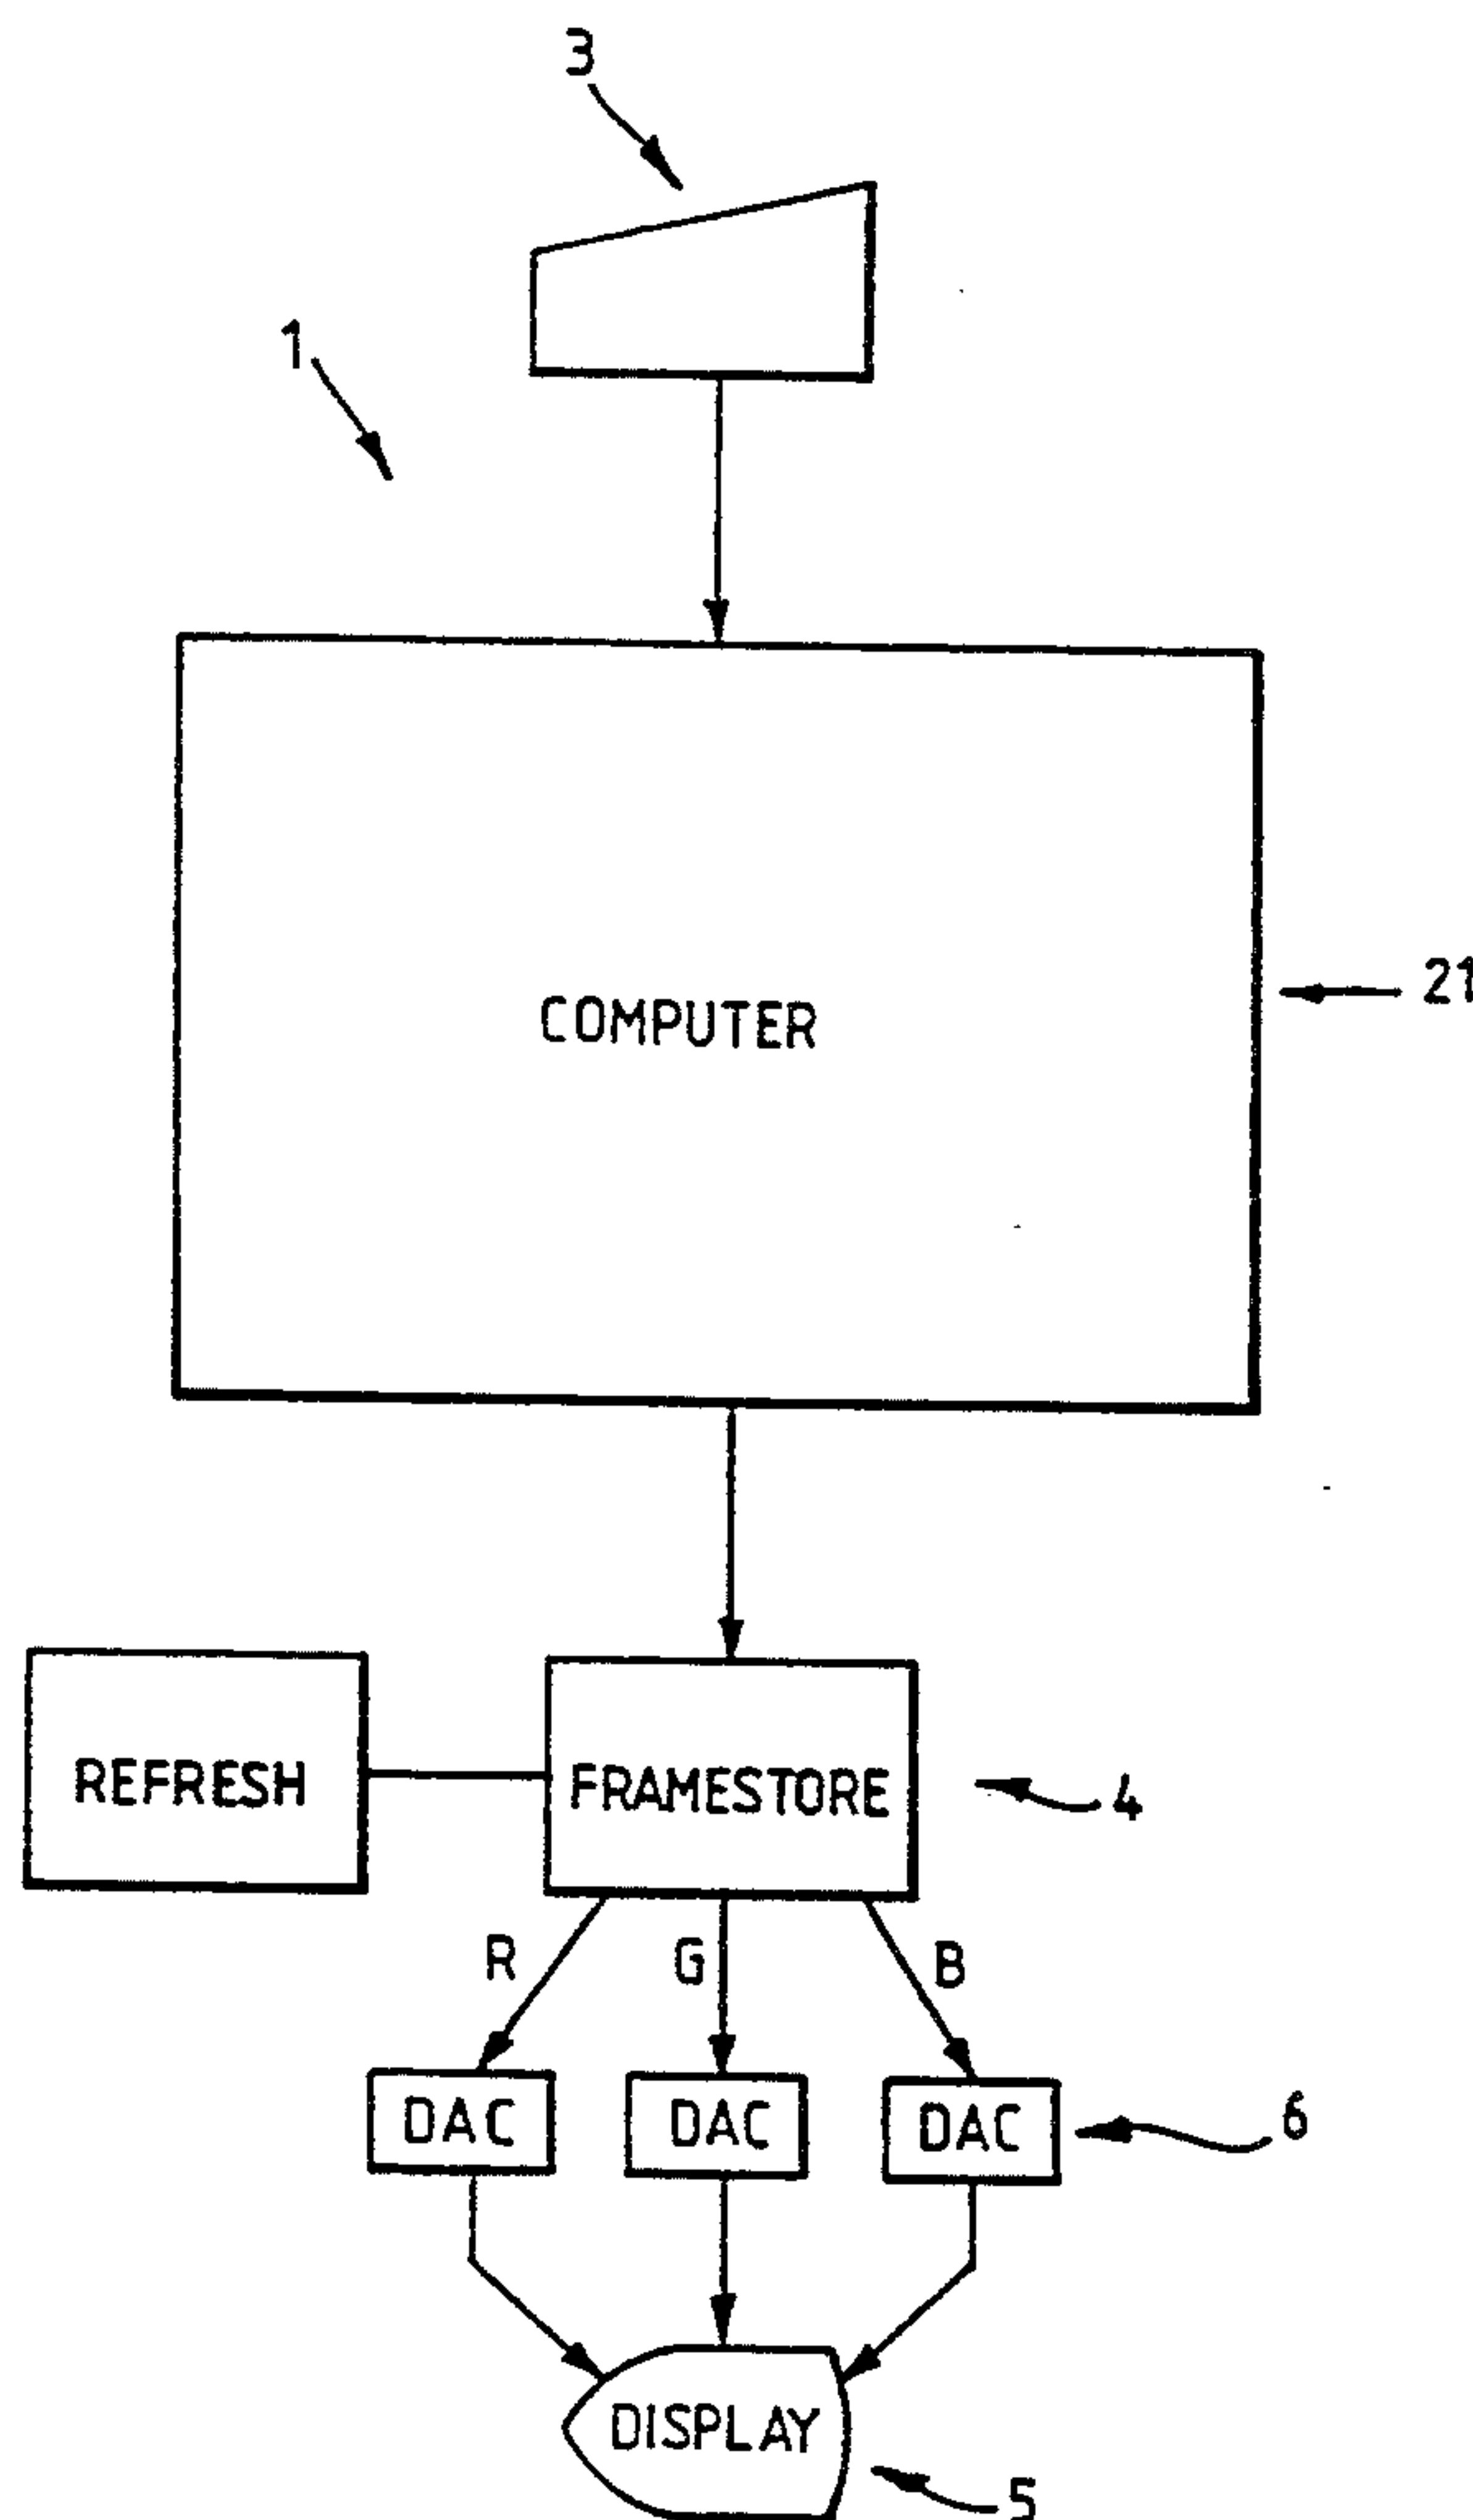 3
1
COMPUTER
21
REFRESH
FRAMESTORE
4
R
G
B
DAC
DAC
DAC
6
DISPLAY
5